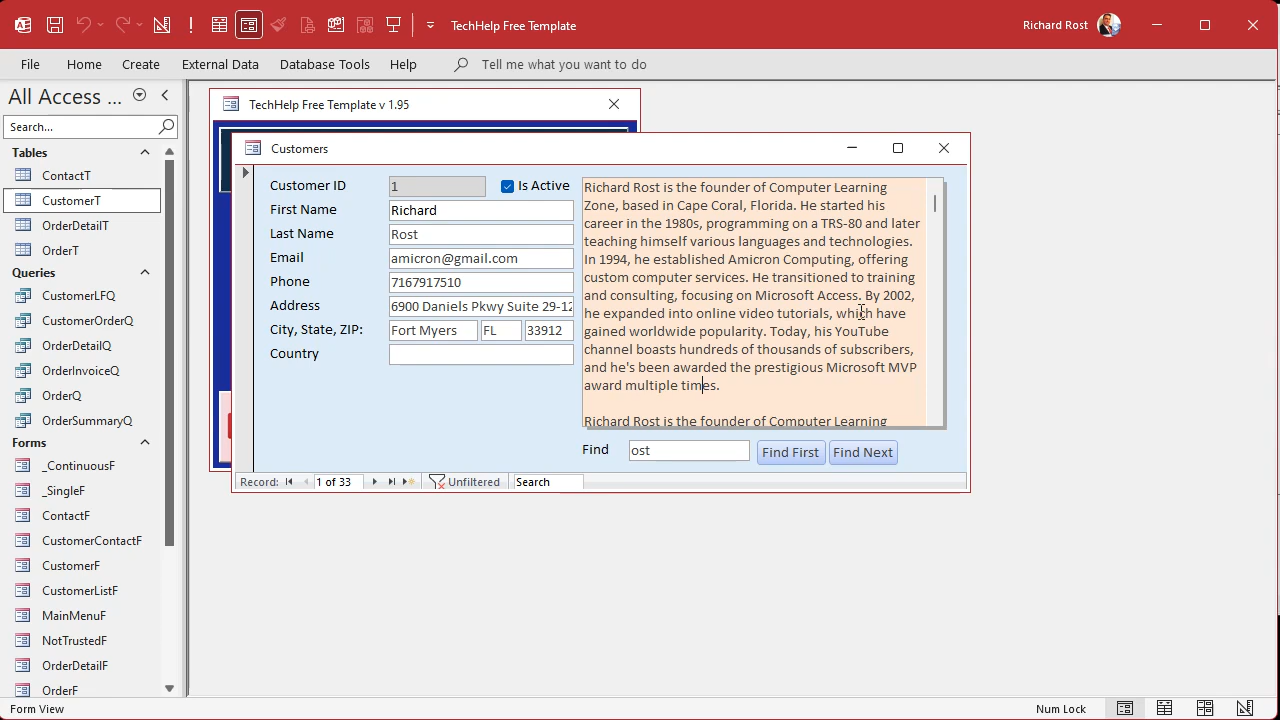 TechHelp Free Template
Richard Rost
File Home Create External Data Database Tools Help Tell me what you want to do
All Access ...
Search...
Tables
ContactT
CustomerT
OrderDetailT
OrderT
Queries
CustomerLFQ
CustomerOrderQ
OrderDetailQ
OrderInvoiceQ
OrderQ
OrderSummaryQ
Forms
_ContinuousF
_SingleF
ContactF
CustomerContactF
CustomerF
CustomerListF
MainMenuF
NotTrustedF
OrderDetailF
OrderF
TechHelp Free Template v 1.95
Customers
Customer ID 1 Is Active
First Name Richard
Last Name Rost
Email amicron@gmail.com
Phone 7167917510
Address 6900 Daniels Pkwy Suite 29-12
City, State, ZIP: Fort Myers FL 33912
Country
Richard Rost is the founder of Computer Learning
Zone, based in Cape Coral, Florida. He started his
career in the 1980s, programming on a TRS-80 and later
teaching himself various languages and technologies.
In 1994, he established Amicron Computing, offering
custom computer services. He transitioned to training
and consulting, focusing on Microsoft Access. By 2002,
he expanded into online video tutorials, which have
gained worldwide popularity. Today, his YouTube
channel boasts hundreds of thousands of subscribers,
and he's been awarded the prestigious Microsoft MVP
award multiple times.
Richard Rost is the founder of Computer Learning
Find ost Find First Find Next
Record: 1 of 33 Unfiltered Search
Form View
Num Lock